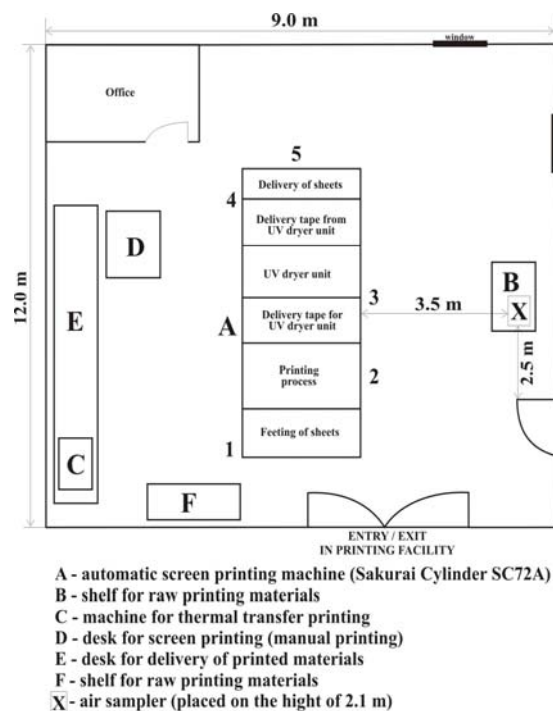 9.0 m
window
Office
12.0 m
5
Delivery of sheets
4
Delivery tape from
UV dryer unit
D
UV dryer unit
B
X
E
3
3.5 m
A
Delivery tape for
UV dryer unit
2.5 m
Printing
process
2
C
Feeting of sheets
1
F
ENTRY / EXIT
IN PRINTING FACILITY
A - automatic screen printing machine (Sakurai Cylinder SC72A)
B - shelf for raw printing materials
C - machine for thermal transfer printing
D - desk for screen printing (manual printing)
E - desk for delivery of printed materials
F - shelf for raw printing materials
X - air sampler (placed on the hight of 2.1 m)